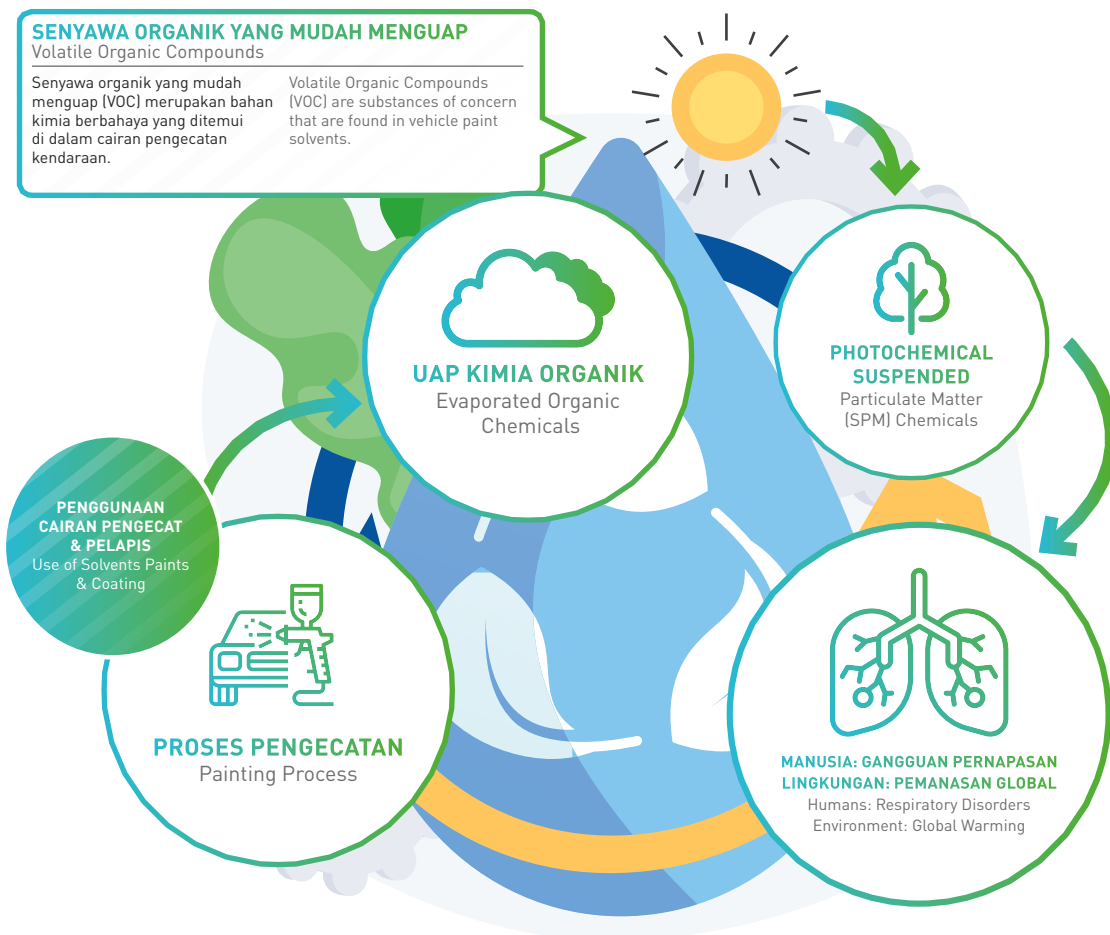 SENYAWA ORGANIK YANG MUDAH MENGUAP
Volatile Organic Compounds
Senyawa organik yang mudah
menguap (VOC) merupakan bahan
kimia berbahaya yang ditemui
di dalam cairan pengecatan
kendaraan.
Volatile Organic Compounds
(VOC) are substances of concern
that are found in vehicle paint
solvents.
UAP KIMIA ORGANIK
Evaporated Organic
Chemicals
PHOTOCHEMICAL
SUSPENDED
Particulate Matter
(SPM) Chemicals
PENGGUNAAN
CAIRAN PENGECAT
& PELAPIS
Use of Solvents Paints
& Coating
PROSES PENGECATAN
Painting Process
MANUSIA: GANGGUAN PERNAPASAN
LINGKUNGAN: PEMANASAN GLOBAL
Humans: Respiratory Disorders
Environment: Global Warming